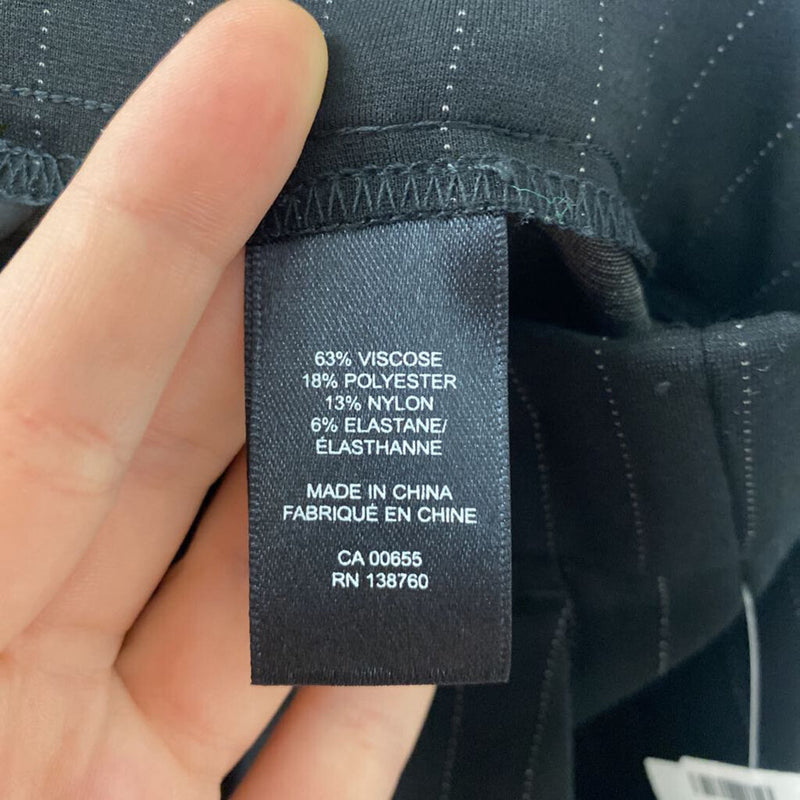 63% VISCOSE
18% POLYESTER
13% NYLON
6% ELASTANE/
ÉLASTHANNE
MADE IN CHINA
FABRIQUÉ EN CHINE
CA 00655
RN 138760